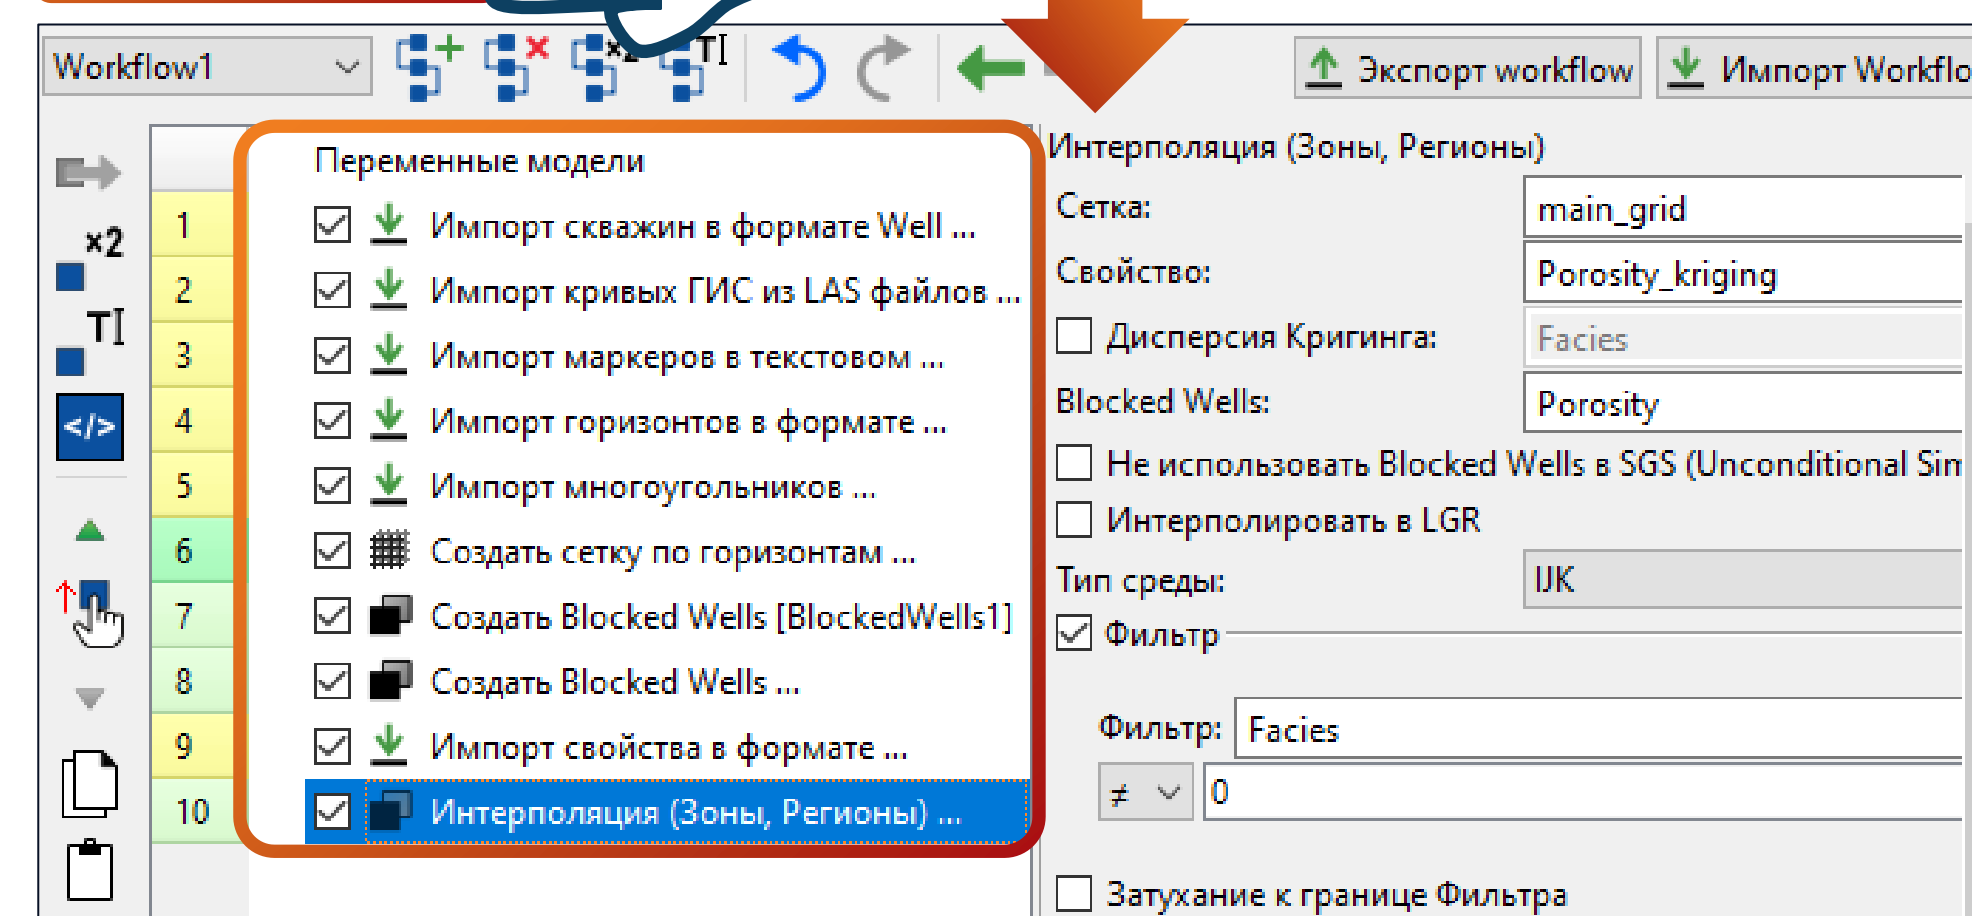 Workflow1
Экспорт workflow
Импорт Workflo
Переменные модели
1 Импорт скважин в формате Well ...
2 Импорт кривых ГИС из LAS файлов ...
3 Импорт маркеров в текстовом ...
4 Импорт горизонтов в формате ...
5 Импорт многоугольников ...
6 Создать сетку по горизонтам ...
7 Создать Blocked Wells [BlockedWells1]
8 Создать Blocked Wells ...
9 Импорт свойства в формате ...
10 Интерполяция (Зоны, Регионы) ...
×2
TI
</>
Интерполяция (Зоны, Регионы)
Сетка: main_grid
Свойство: Porosity_kriging
Дисперсия Кригинга: Facies
Blocked Wells: Porosity
Не использовать Blocked Wells в SGS (Unconditional Sim
Интерполировать в LGR
Тип среды: IJK
Фильтр
Фильтр: Facies
≠ 0
Затухание к границе Фильтра